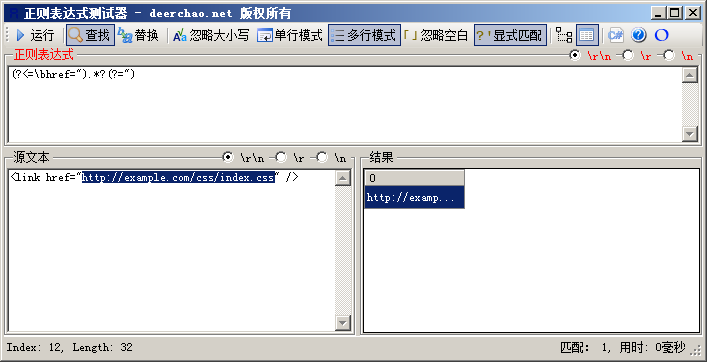 正则表达式测试器 - deerchao.net 版权所有
运行 查找 替换 忽略大小写 单行模式 多行模式 忽略空白 显式匹配 C#
正则表达式 \r\n \r \n
(?<=\bhref=").*?(?=")
源文本 \r\n \r \n
<link href="http://example.com/css/index.css" />
结果
0
http://examp...
Index: 12, Length: 32
匹配: 1, 用时: 0毫秒